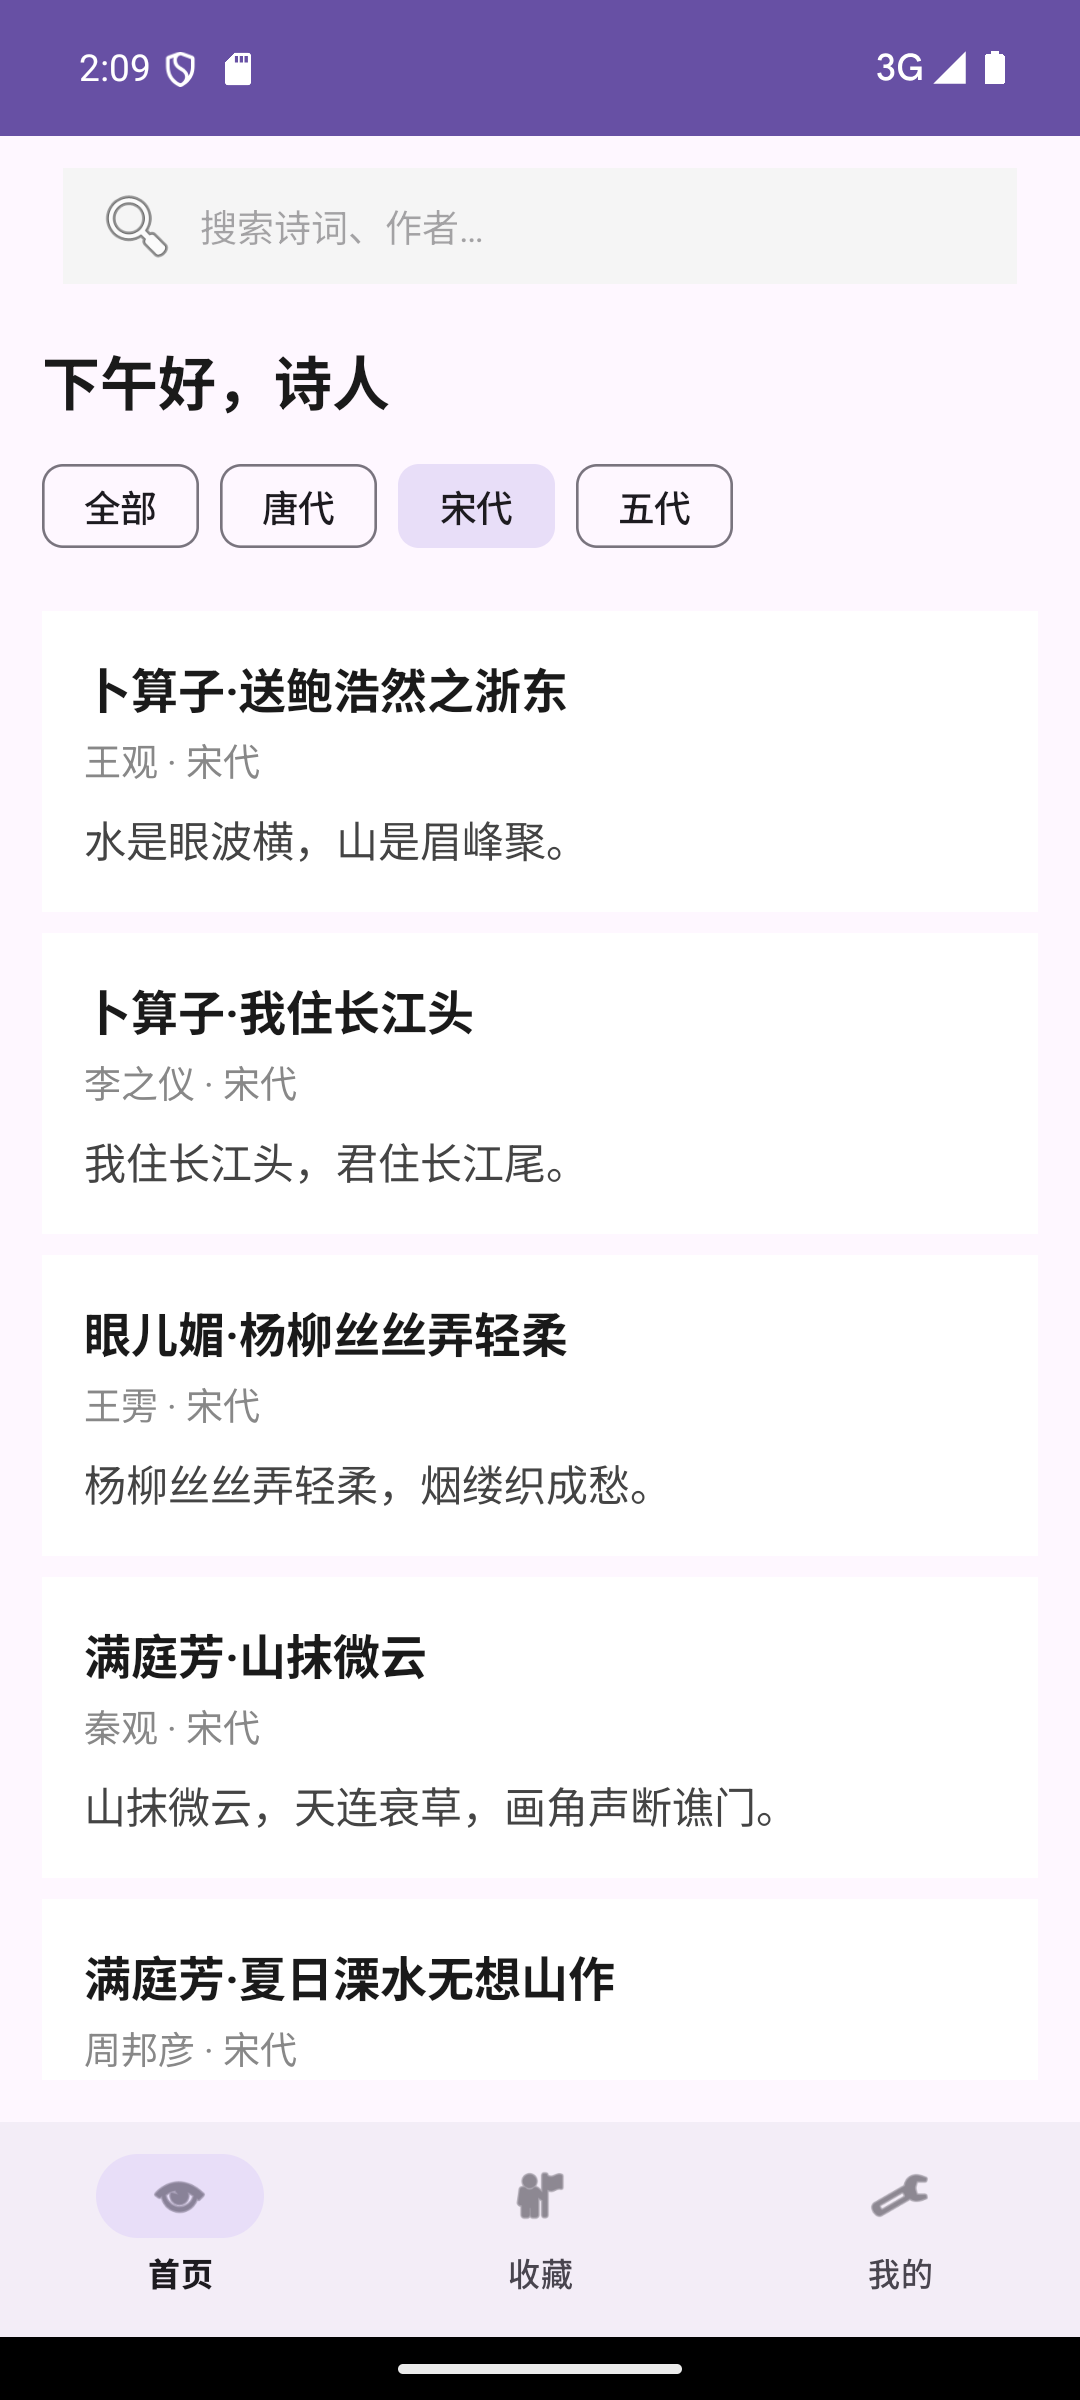 2:09
3G
搜索诗词、作者...
下午好，诗人
全部
唐代
宋代
五代
卜算子·送鲍浩然之浙东
王观 · 宋代
水是眼波横，山是眉峰聚。
卜算子·我住长江头
李之仪 · 宋代
我住长江头，君住长江尾。
眼儿媚·杨柳丝丝弄轻柔
王雱 · 宋代
杨柳丝丝弄轻柔，烟缕织成愁。
满庭芳·山抹微云
秦观 · 宋代
山抹微云，天连衰草，画角声断谯门。
满庭芳·夏日溧水无想山作
周邦彦 · 宋代
首页
收藏
我的